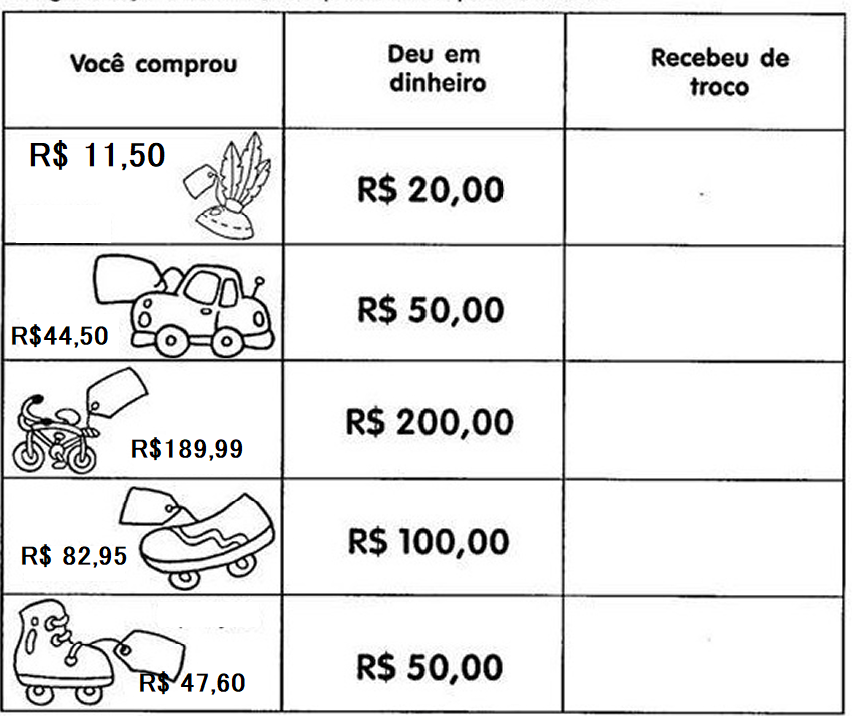 Você comprou
Deu em
dinheiro
Recebeu de
troco
R$ 11,50
R$ 20,00
R$44,50
R$ 50,00
R$189,99
R$ 200,00
R$ 82,95
R$ 100,00
R$ 47,60
R$ 50,00